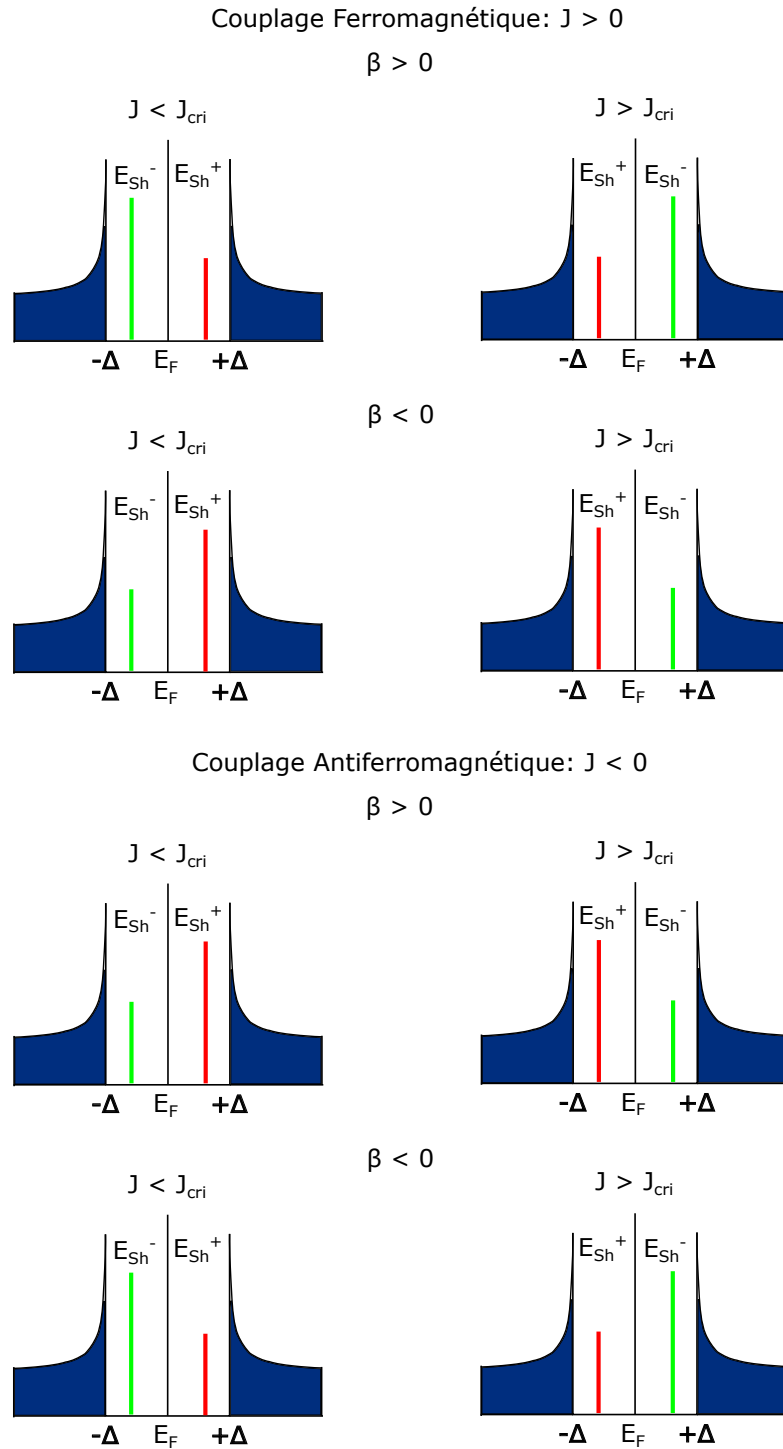 Couplage Ferromagnétique: J > 0
β > 0
J < J_cri J > J_cri
E_Sh^- E_Sh^+ E_Sh^+ E_Sh^-
-Δ E_F +Δ -Δ E_F +Δ
β < 0
J < J_cri J > J_cri
E_Sh^- E_Sh^+ E_Sh^+ E_Sh^-
-Δ E_F +Δ -Δ E_F +Δ
Couplage Antiferromagnétique: J < 0
β > 0
J < J_cri J > J_cri
E_Sh^- E_Sh^+ E_Sh^+ E_Sh^-
-Δ E_F +Δ -Δ E_F +Δ
β < 0
J < J_cri J > J_cri
E_Sh^- E_Sh^+ E_Sh^+ E_Sh^-
-Δ E_F +Δ -Δ E_F +Δ